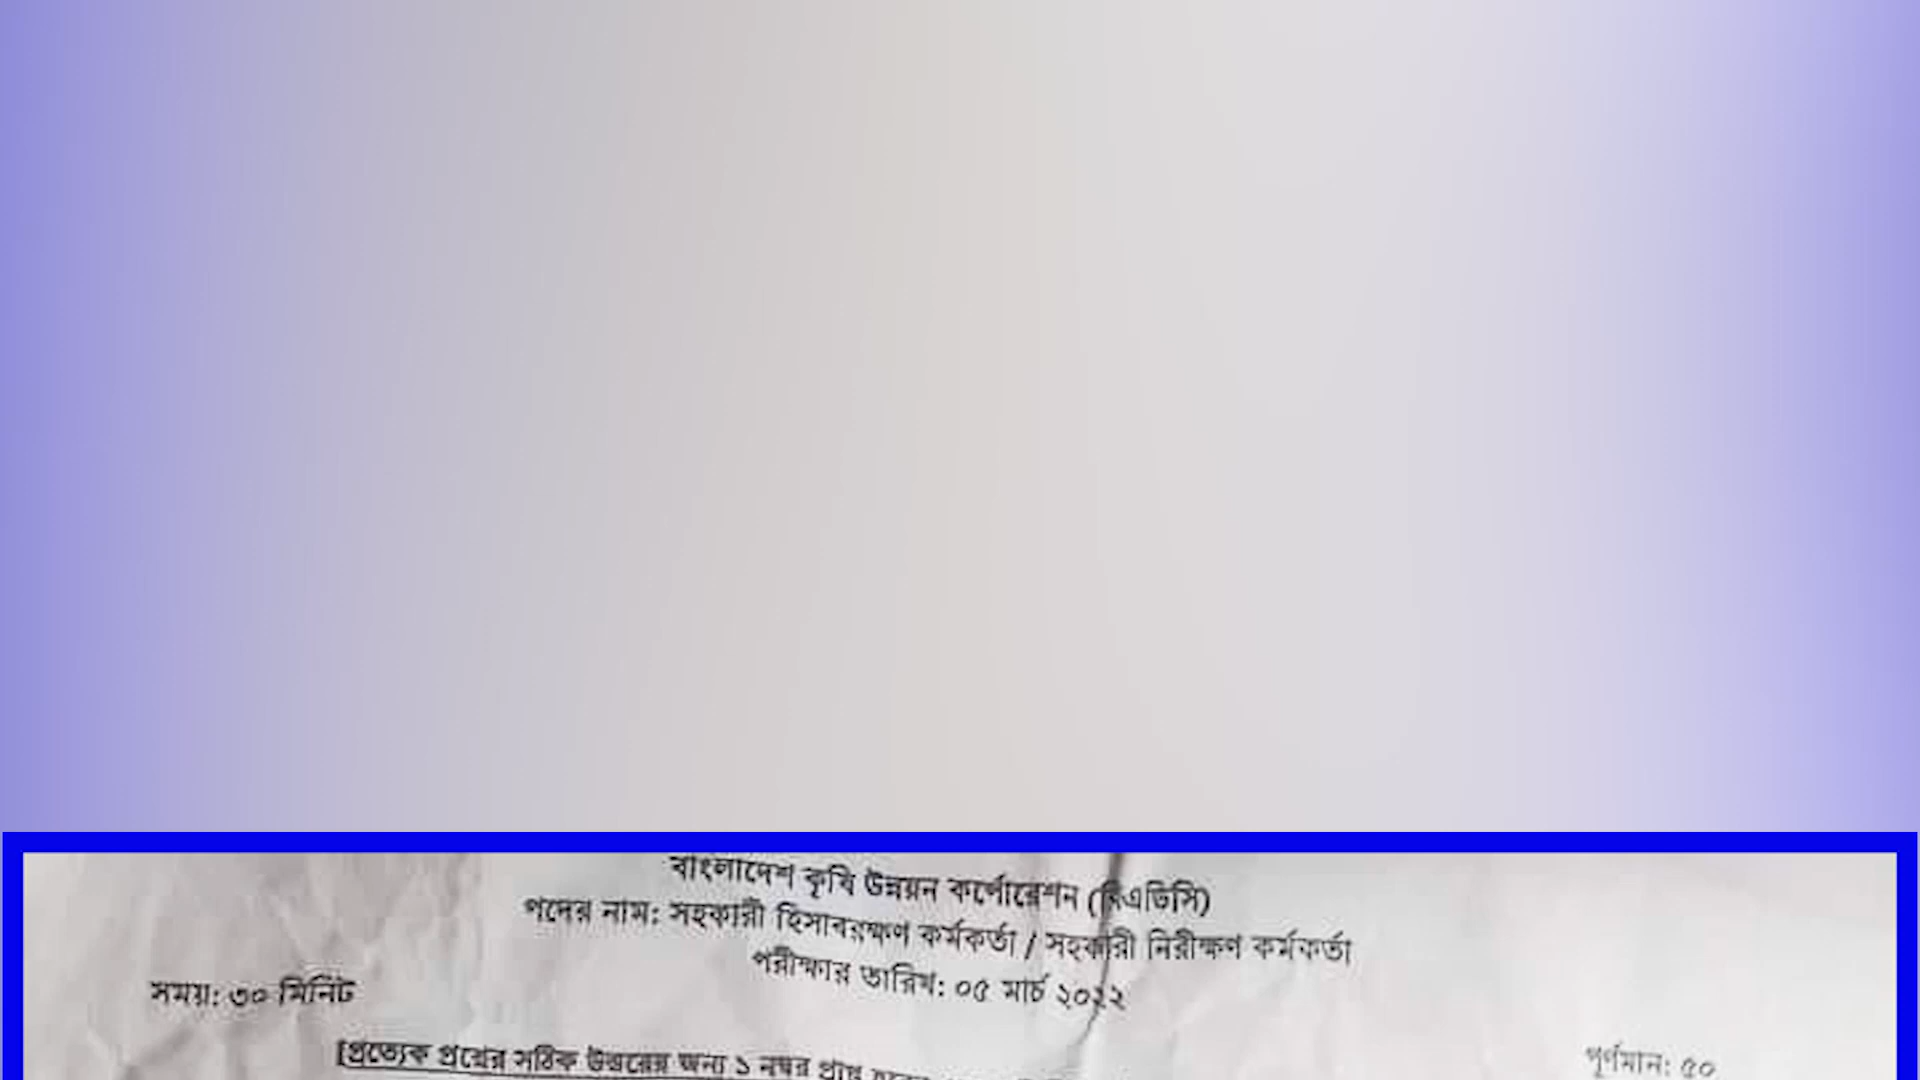 বাংলাদেশ কৃষি উন্নয়ন কর্পোরেশন (বিএডিসি)
পদের নাম: সহকারী হিসাবরক্ষণ কর্মকর্তা / সহকারী নিরীক্ষণ কর্মকর্তা
পরীক্ষার তারিখ: ০৫ মার্চ ২০২২
সময়: ৩০ মিনিট
পূর্ণমান: ৫০
[প্রত্যেক প্রশ্নের সঠিক উত্তরের জন্য ১ নম্বর প্রাপ্ত